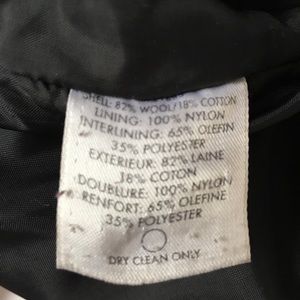 SHELL: 82% WOOL/18% COTTON
LINING: 100% NYLON
INTERLINING: 65% OLEFIN
35% POLYESTER
EXTERIEUR: 82% LAINE
18% COTON
DOUBLURE: 100% NYLON
RENFORT: 65% OLEFINE
35% POLYESTER
DRY CLEAN ONLY